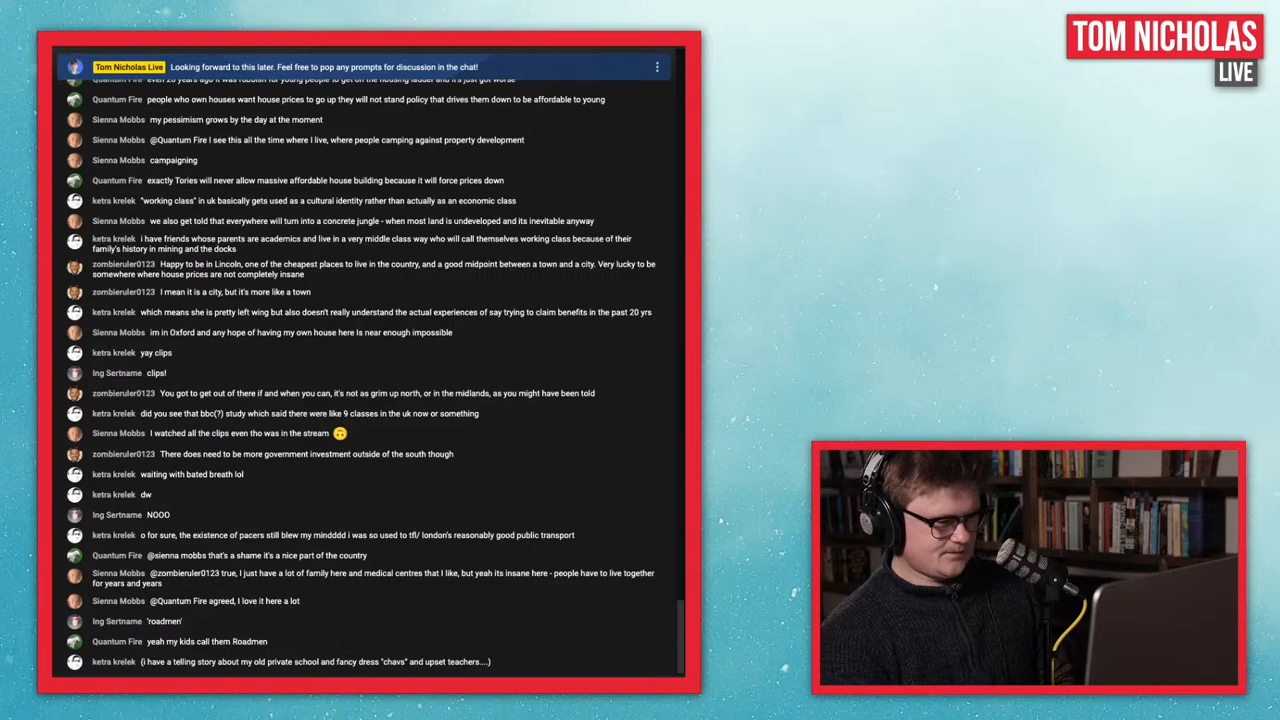 TOM NICHOLAS
LIVE
Tom Nicholas Live Looking forward to this later. Feel free to pop any prompts for discussion in the chat!
Quantum Fire even 20 years ago it was rubbish for young people to get on the housing ladder and it's just got worse
Quantum Fire people who own houses want house prices to go up they will not stand policy that drives them down to be affordable to young
Sienna Mobbs my pessimism grows by the day at the moment
Sienna Mobbs @Quantum Fire I see this all the time where I live, where people camping against property development
Sienna Mobbs campaigning
Quantum Fire exactly Tories will never allow massive affordable house building because it will force prices down
ketra krelek "working class" in uk basically gets used as a cultural identity rather than actually as an economic class
Sienna Mobbs we also get told that everywhere will turn into a concrete jungle - when most land is undeveloped and its inevitable anyway
ketra krelek i have friends whose parents are academics and live in a very middle class way who will call themselves working class because of their
family's history in mining and the docks
zombieruler0123 Happy to be in Lincoln, one of the cheapest places to live in the country, and a good midpoint between a town and a city. Very lucky to be
somewhere where house prices are not completely insane
zombieruler0123 I mean it is a city, but it's more like a town
ketra krelek which means she is pretty left wing but also doesn't really understand the actual experiences of say trying to claim benefits in the past 20 yrs
Sienna Mobbs im in Oxford and any hope of having my own house here Is near enough impossible
ketra krelek yay clips
Ing Sertname clips!
zombieruler0123 You got to get out of there if and when you can, it's not as grim up north, or in the midlands, as you might have been told
ketra krelek did you see that bbc(?) study which said there were like 9 classes in the uk now or something
Sienna Mobbs I watched all the clips even tho was in the stream 🙃
zombieruler0123 There does need to be more government investment outside of the south though
ketra krelek waiting with bated breath lol
ketra krelek dw
Ing Sertname NOOO
ketra krelek o for sure, the existence of pacers still blew my mindddd i was so used to tfl/ london's reasonably good public transport
Quantum Fire @sienna mobbs that's a shame it's a nice part of the country
Sienna Mobbs @zombieruler0123 true, I just have a lot of family here and medical centres that I like, but yeah its insane here - people have to live together
for years and years
Sienna Mobbs @Quantum Fire agreed, I love it here a lot
Ing Sertname 'roadmen'
Quantum Fire yeah my kids call them Roadmen
ketra krelek (i have a telling story about my old private school and fancy dress "chavs" and upset teachers....)